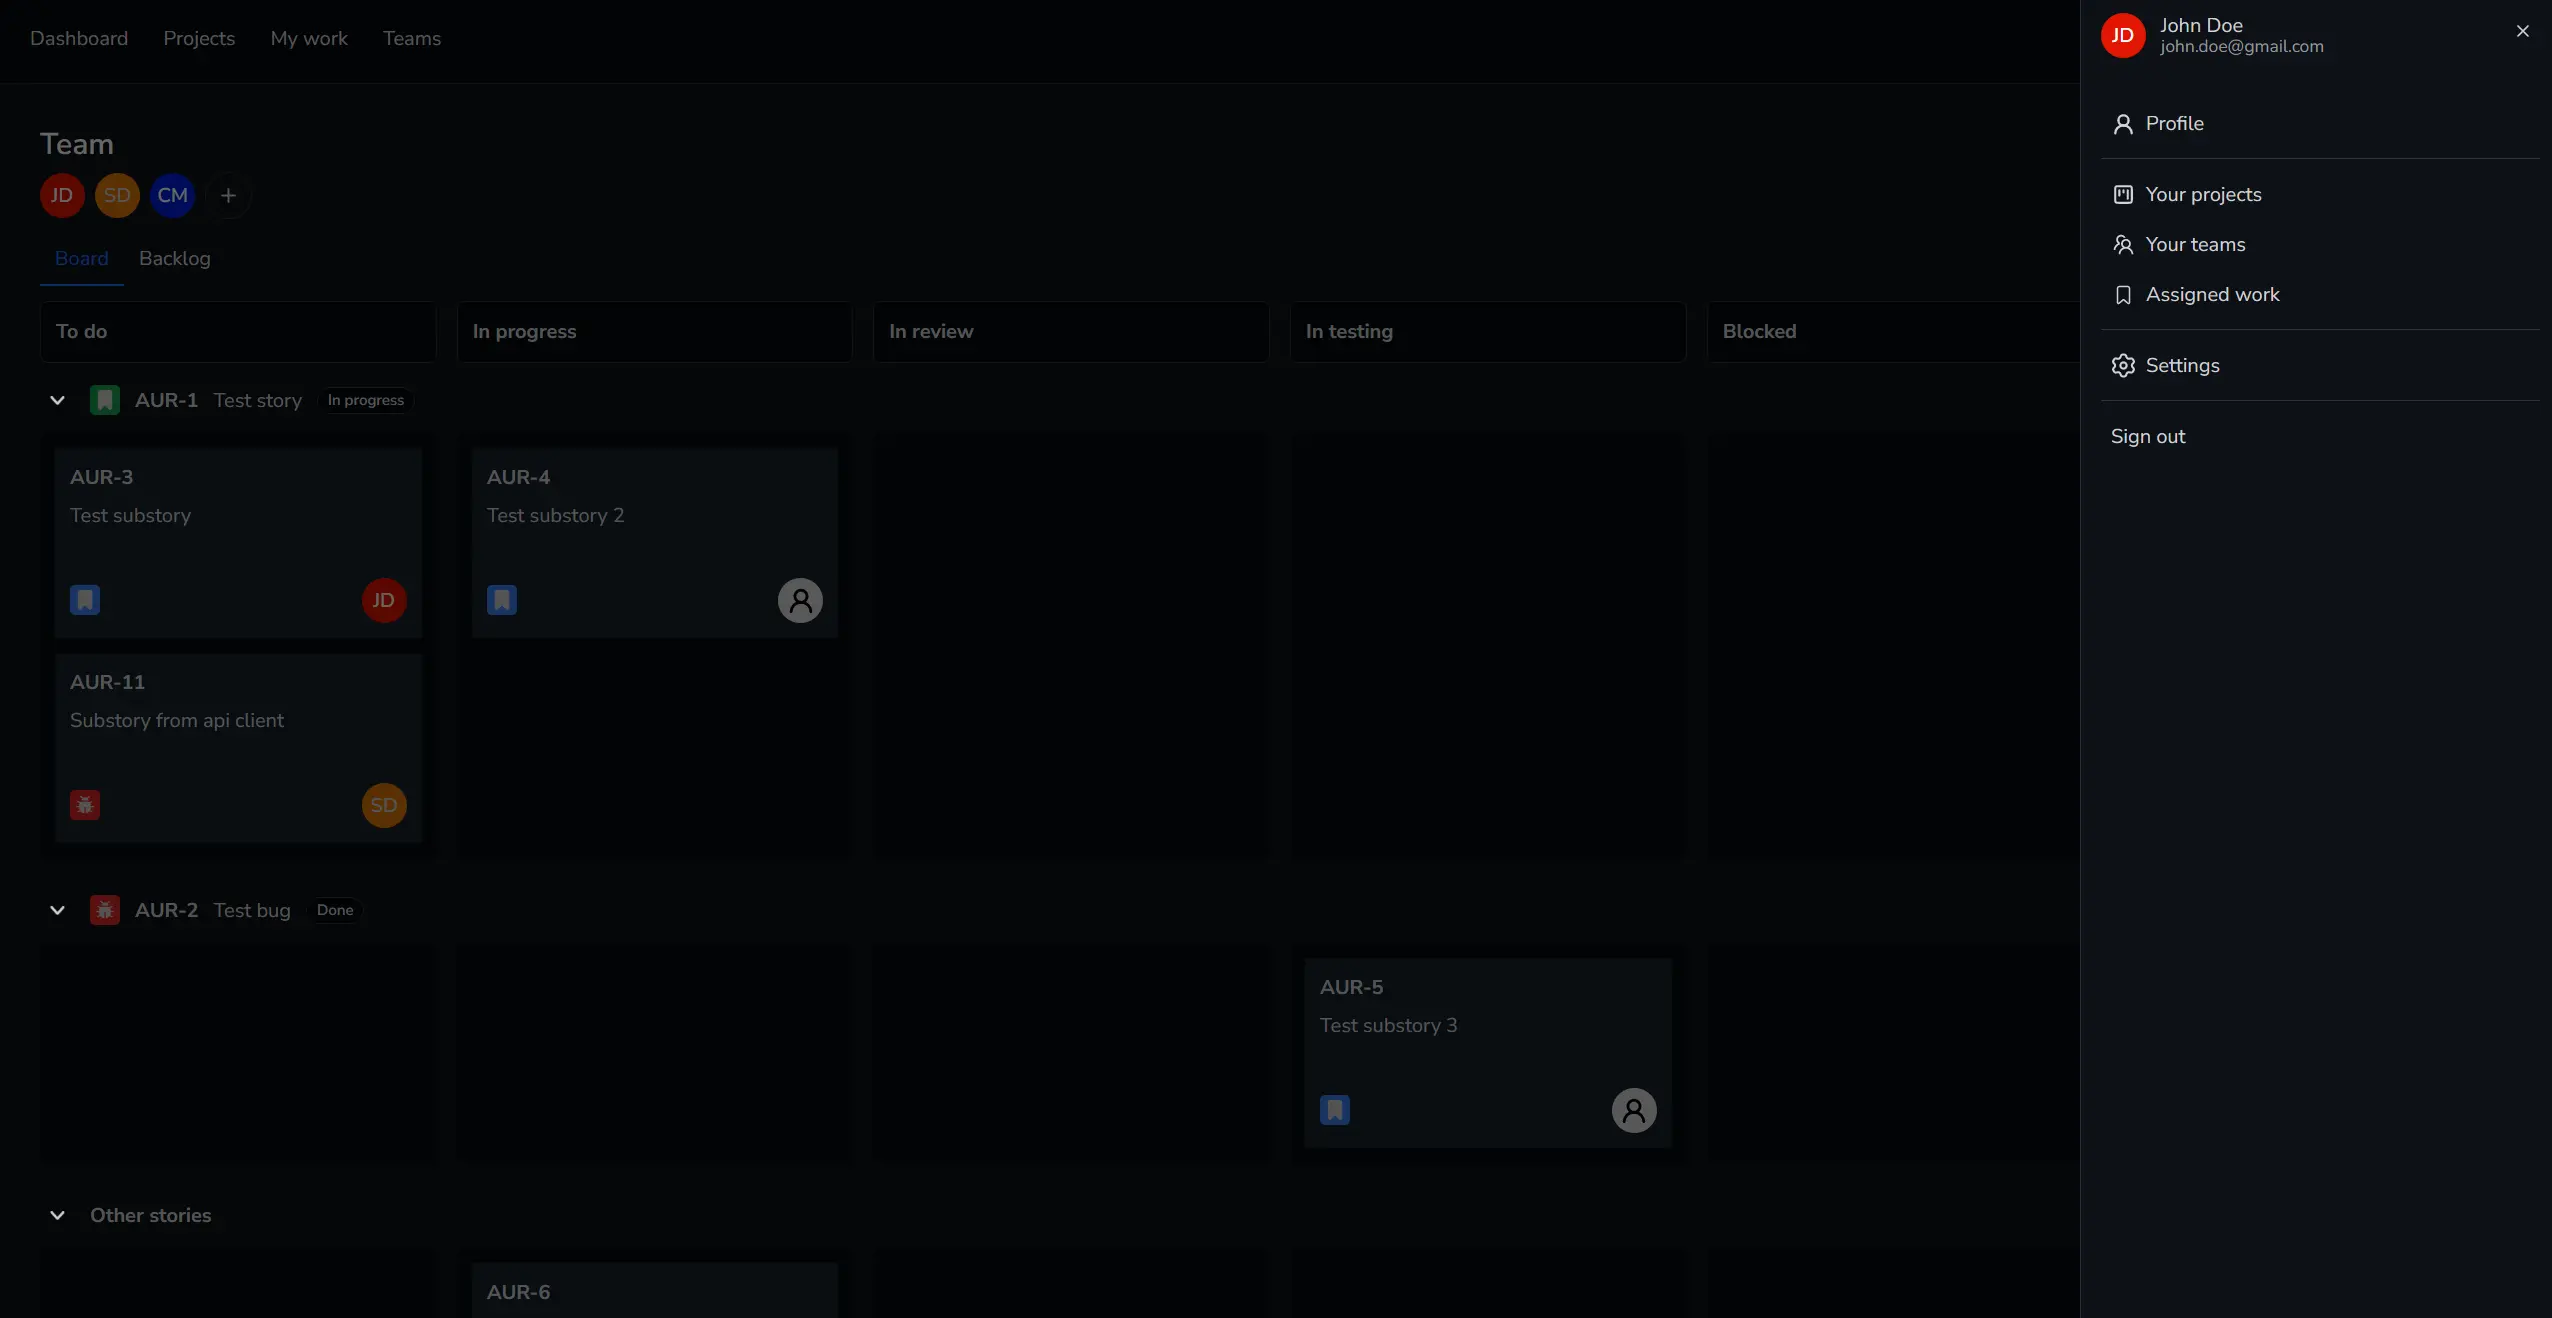 Dashboard Projects My work Teams
Team
JD SD CM +
Board Backlog
To do In progress In review In testing Blocked
AUR-1 Test story In progress
AUR-3
Test substory
JD
AUR-4
Test substory 2
AUR-11
Substory from api client
SD
AUR-2 Test bug Done
AUR-5
Test substory 3
Other stories
AUR-6
JD John Doe
john.doe@gmail.com
Profile
Your projects
Your teams
Assigned work
Settings
Sign out